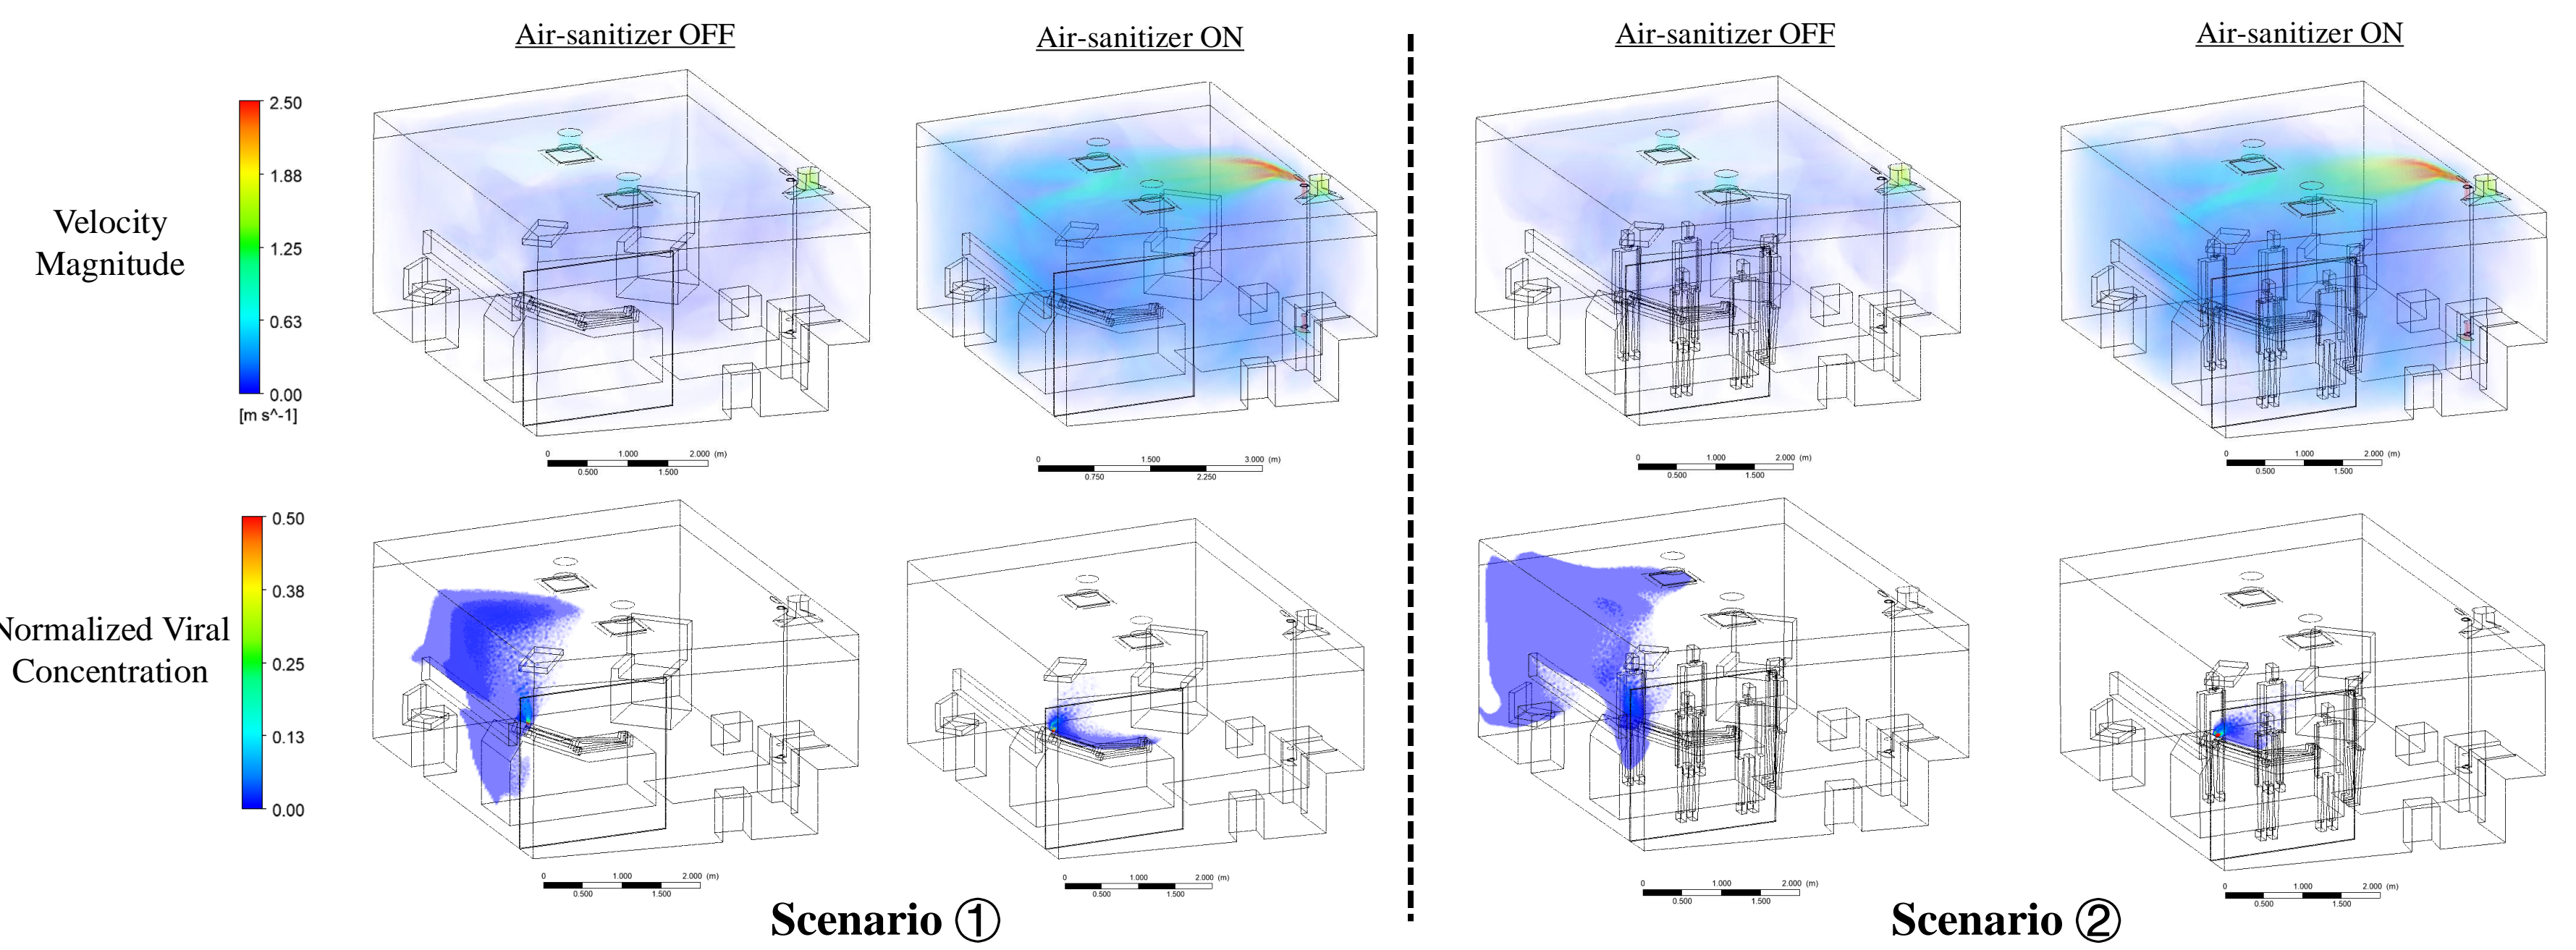 Air-sanitizer OFF
Air-sanitizer ON
Air-sanitizer OFF
Air-sanitizer ON
Velocity
Magnitude
2.50
1.88
1.25
0.63
0.00
[m s^-1]
0 1.000 2.000 (m)
0.500 1.500
0 1.500 3.000 (m)
0.750 2.250
0 1.000 2.000 (m)
0.500 1.500
0 1.000 2.000 (m)
0.500 1.500
Normalized Viral
Concentration
0.50
0.38
0.25
0.13
0.00
0 1.000 2.000 (m)
0.500 1.500
0 1.000 2.000 (m)
0.500 1.500
0 1.000 2.000 (m)
0.500 1.500
0 1.000 2.000 (m)
0.500 1.500
Scenario ①
Scenario ②